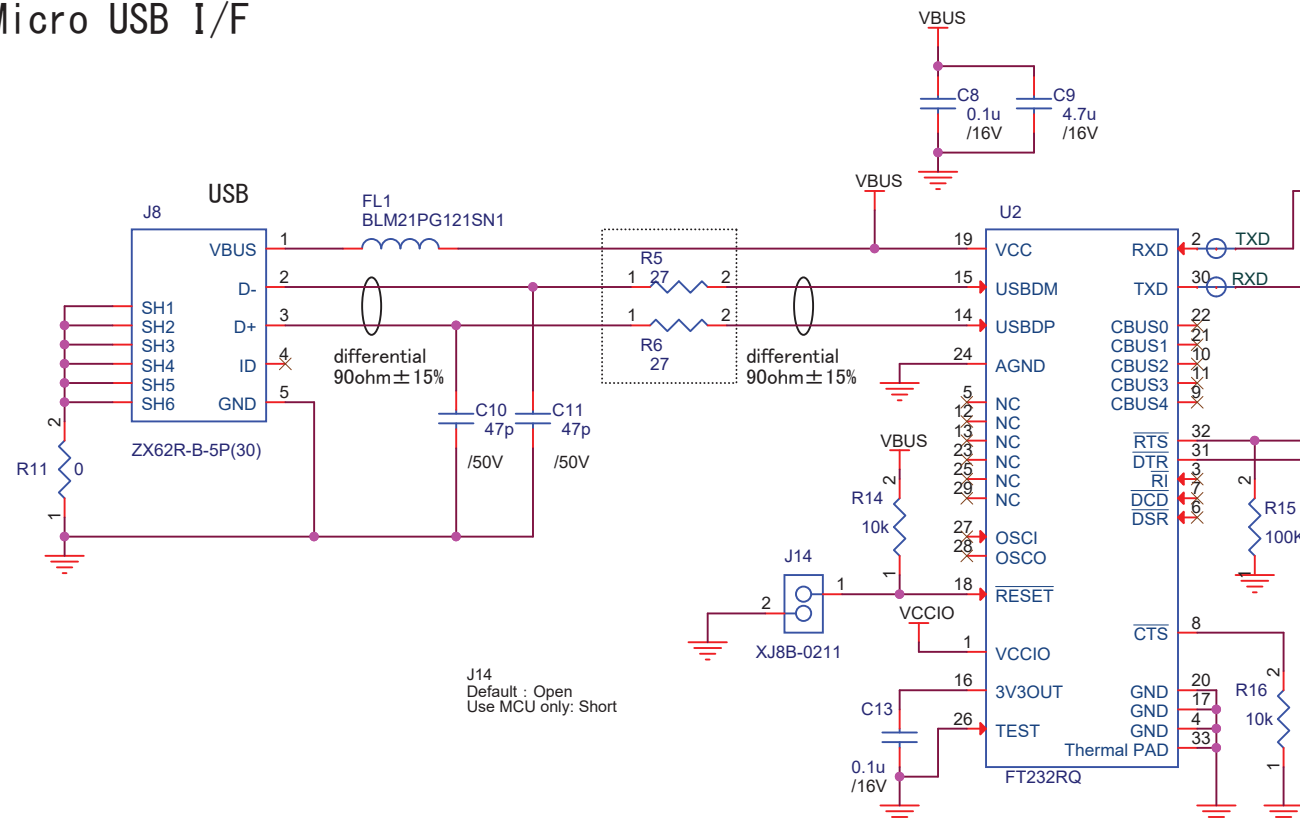 Micro USB I/F
VBUS
C8
0.1u
/16V
C9
4.7u
/16V
USB
J8
FL1
BLM21PG121SN1
VBUS
U2
VBUS 1
D- 2
D+ 3
ID 4
GND 5
SH1
SH2
SH3
SH4
SH5
SH6
ZX62R-B-5P(30)
2
R11 0
1
R5
1 27 2
1 2
R6
27
differential
90ohm±15%
differential
90ohm±15%
C10
47p
/50V
C11
47p
/50V
19 VCC
15 USBDM
14 USBDP
24 AGND
5 NC
12 NC
13 NC
23 NC
25 NC
29 NC
27 OSCI
28 OSCO
18 RESET
1 VCCIO
16 3V3OUT
26 TEST
RXD 2 TXD
TXD 30 RXD
CBUS0 22
CBUS1 21
CBUS2 10
CBUS3 11
CBUS4 9
RTS 32
DTR 31
RI 3
DCD 7
DSR 6
CTS 8
GND 20
GND 17
GND 4
Thermal PAD 33
FT232RQ
VBUS
2
R14
10k
1
J14
1
2
XJ8B-0211
VCCIO
J14
Default : Open
Use MCU only: Short
C13
0.1u
/16V
2
R15
100K
1
2
R16
10k
1